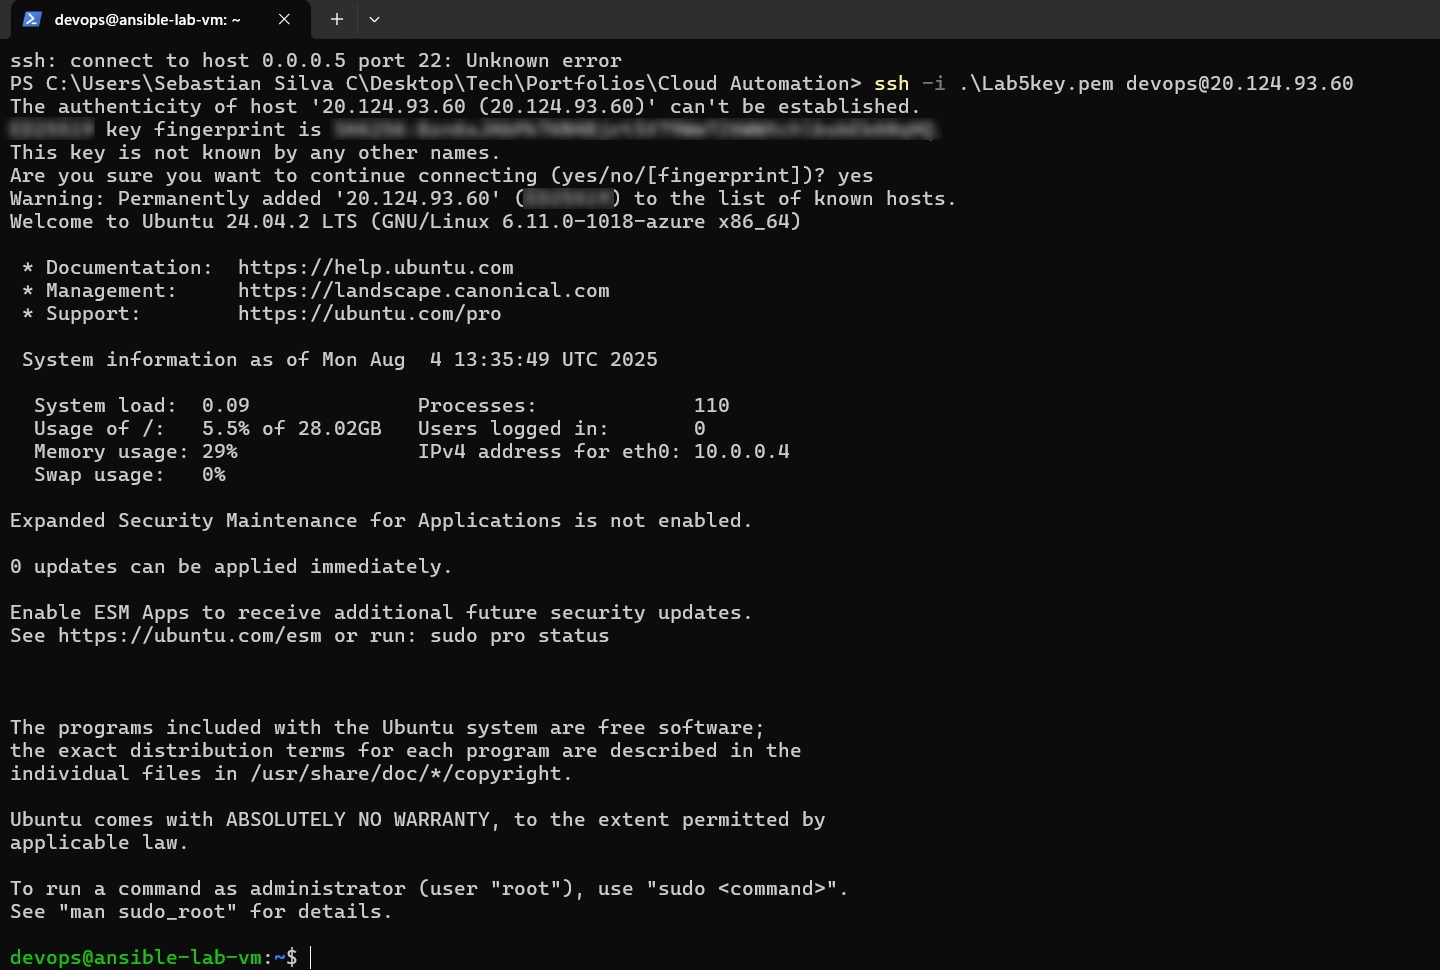 devops@ansible-lab-vm: ~
ssh: connect to host 0.0.0.5 port 22: Unknown error
PS C:\Users\Sebastian Silva C\Desktop\Tech\Portfolios\Cloud Automation> ssh -i .\Lab5key.pem devops@20.124.93.60
The authenticity of host '20.124.93.60 (20.124.93.60)' can't be established.
key fingerprint is
This key is not known by any other names.
Are you sure you want to continue connecting (yes/no/[fingerprint])? yes
Warning: Permanently added '20.124.93.60' ( ) to the list of known hosts.
Welcome to Ubuntu 24.04.2 LTS (GNU/Linux 6.11.0-1018-azure x86_64)
* Documentation:  https://help.ubuntu.com
* Management:     https://landscape.canonical.com
* Support:        https://ubuntu.com/pro
System information as of Mon Aug  4 13:35:49 UTC 2025
System load:  0.09              Processes:             110
Usage of /:   5.5% of 28.02GB   Users logged in:       0
Memory usage: 29%               IPv4 address for eth0: 10.0.0.4
Swap usage:   0%
Expanded Security Maintenance for Applications is not enabled.
0 updates can be applied immediately.
Enable ESM Apps to receive additional future security updates.
See https://ubuntu.com/esm or run: sudo pro status
The programs included with the Ubuntu system are free software;
the exact distribution terms for each program are described in the
individual files in /usr/share/doc/*/copyright.
Ubuntu comes with ABSOLUTELY NO WARRANTY, to the extent permitted by
applicable law.
To run a command as administrator (user "root"), use "sudo <command>".
See "man sudo_root" for details.
devops@ansible-lab-vm:~$